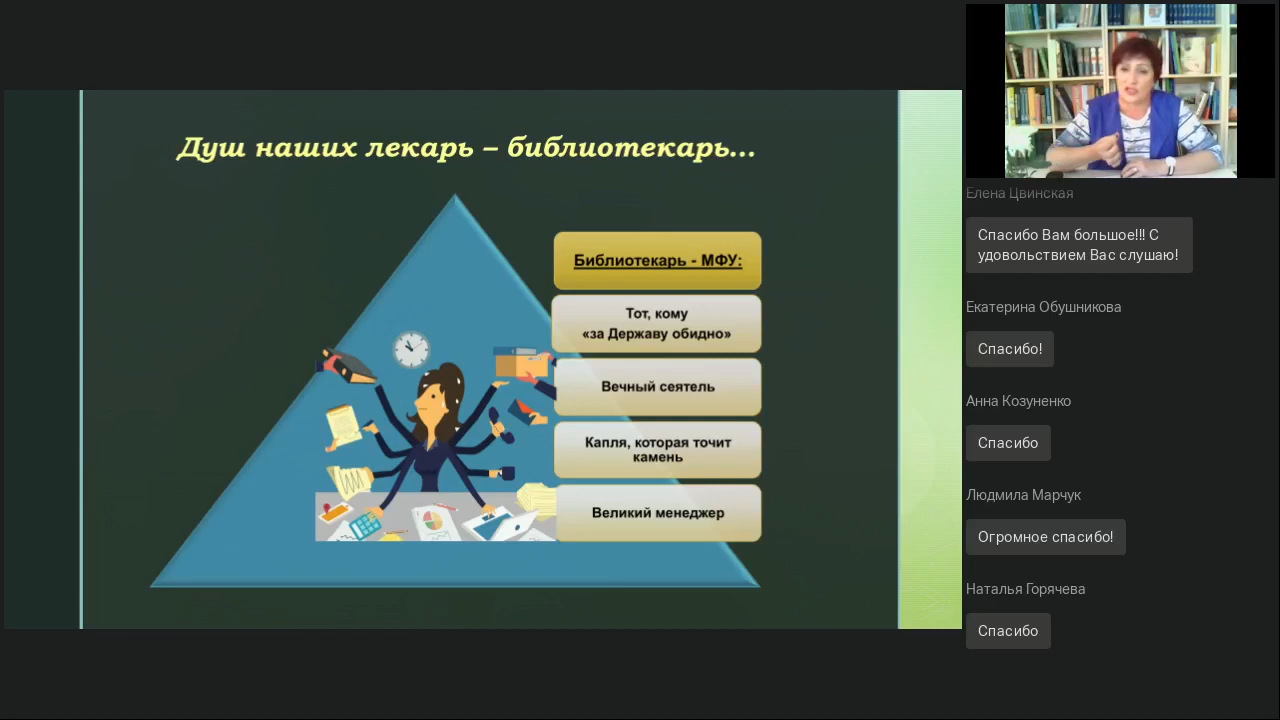 Душ наших лекарь – библиотекарь...
Библиотекарь - МФУ:
Тот, кому
«за Державу обидно»
Вечный сеятель
Капля, которая точит
камень
Великий менеджер
Елена Цвинская
Спасибо Вам большое!!! С
удовольствием Вас слушаю!
Екатерина Обушникова
Спасибо!
Анна Козуненко
Спасибо
Людмила Марчук
Огромное спасибо!
Наталья Горячева
Спасибо